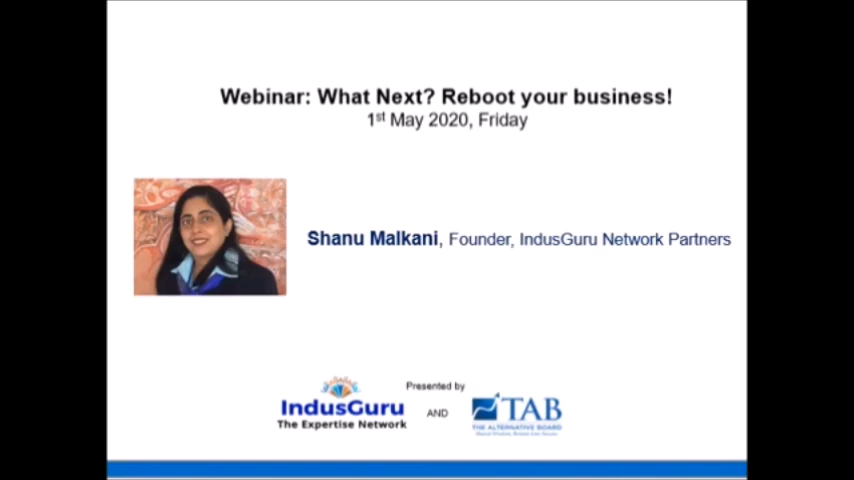 Webinar: What Next? Reboot your business!
1st May 2020, Friday
Shanu Malkani, Founder, IndusGuru Network Partners
Presented by
IndusGuru
The Expertise Network
AND
TAB
THE ALTERNATIVE BOARD